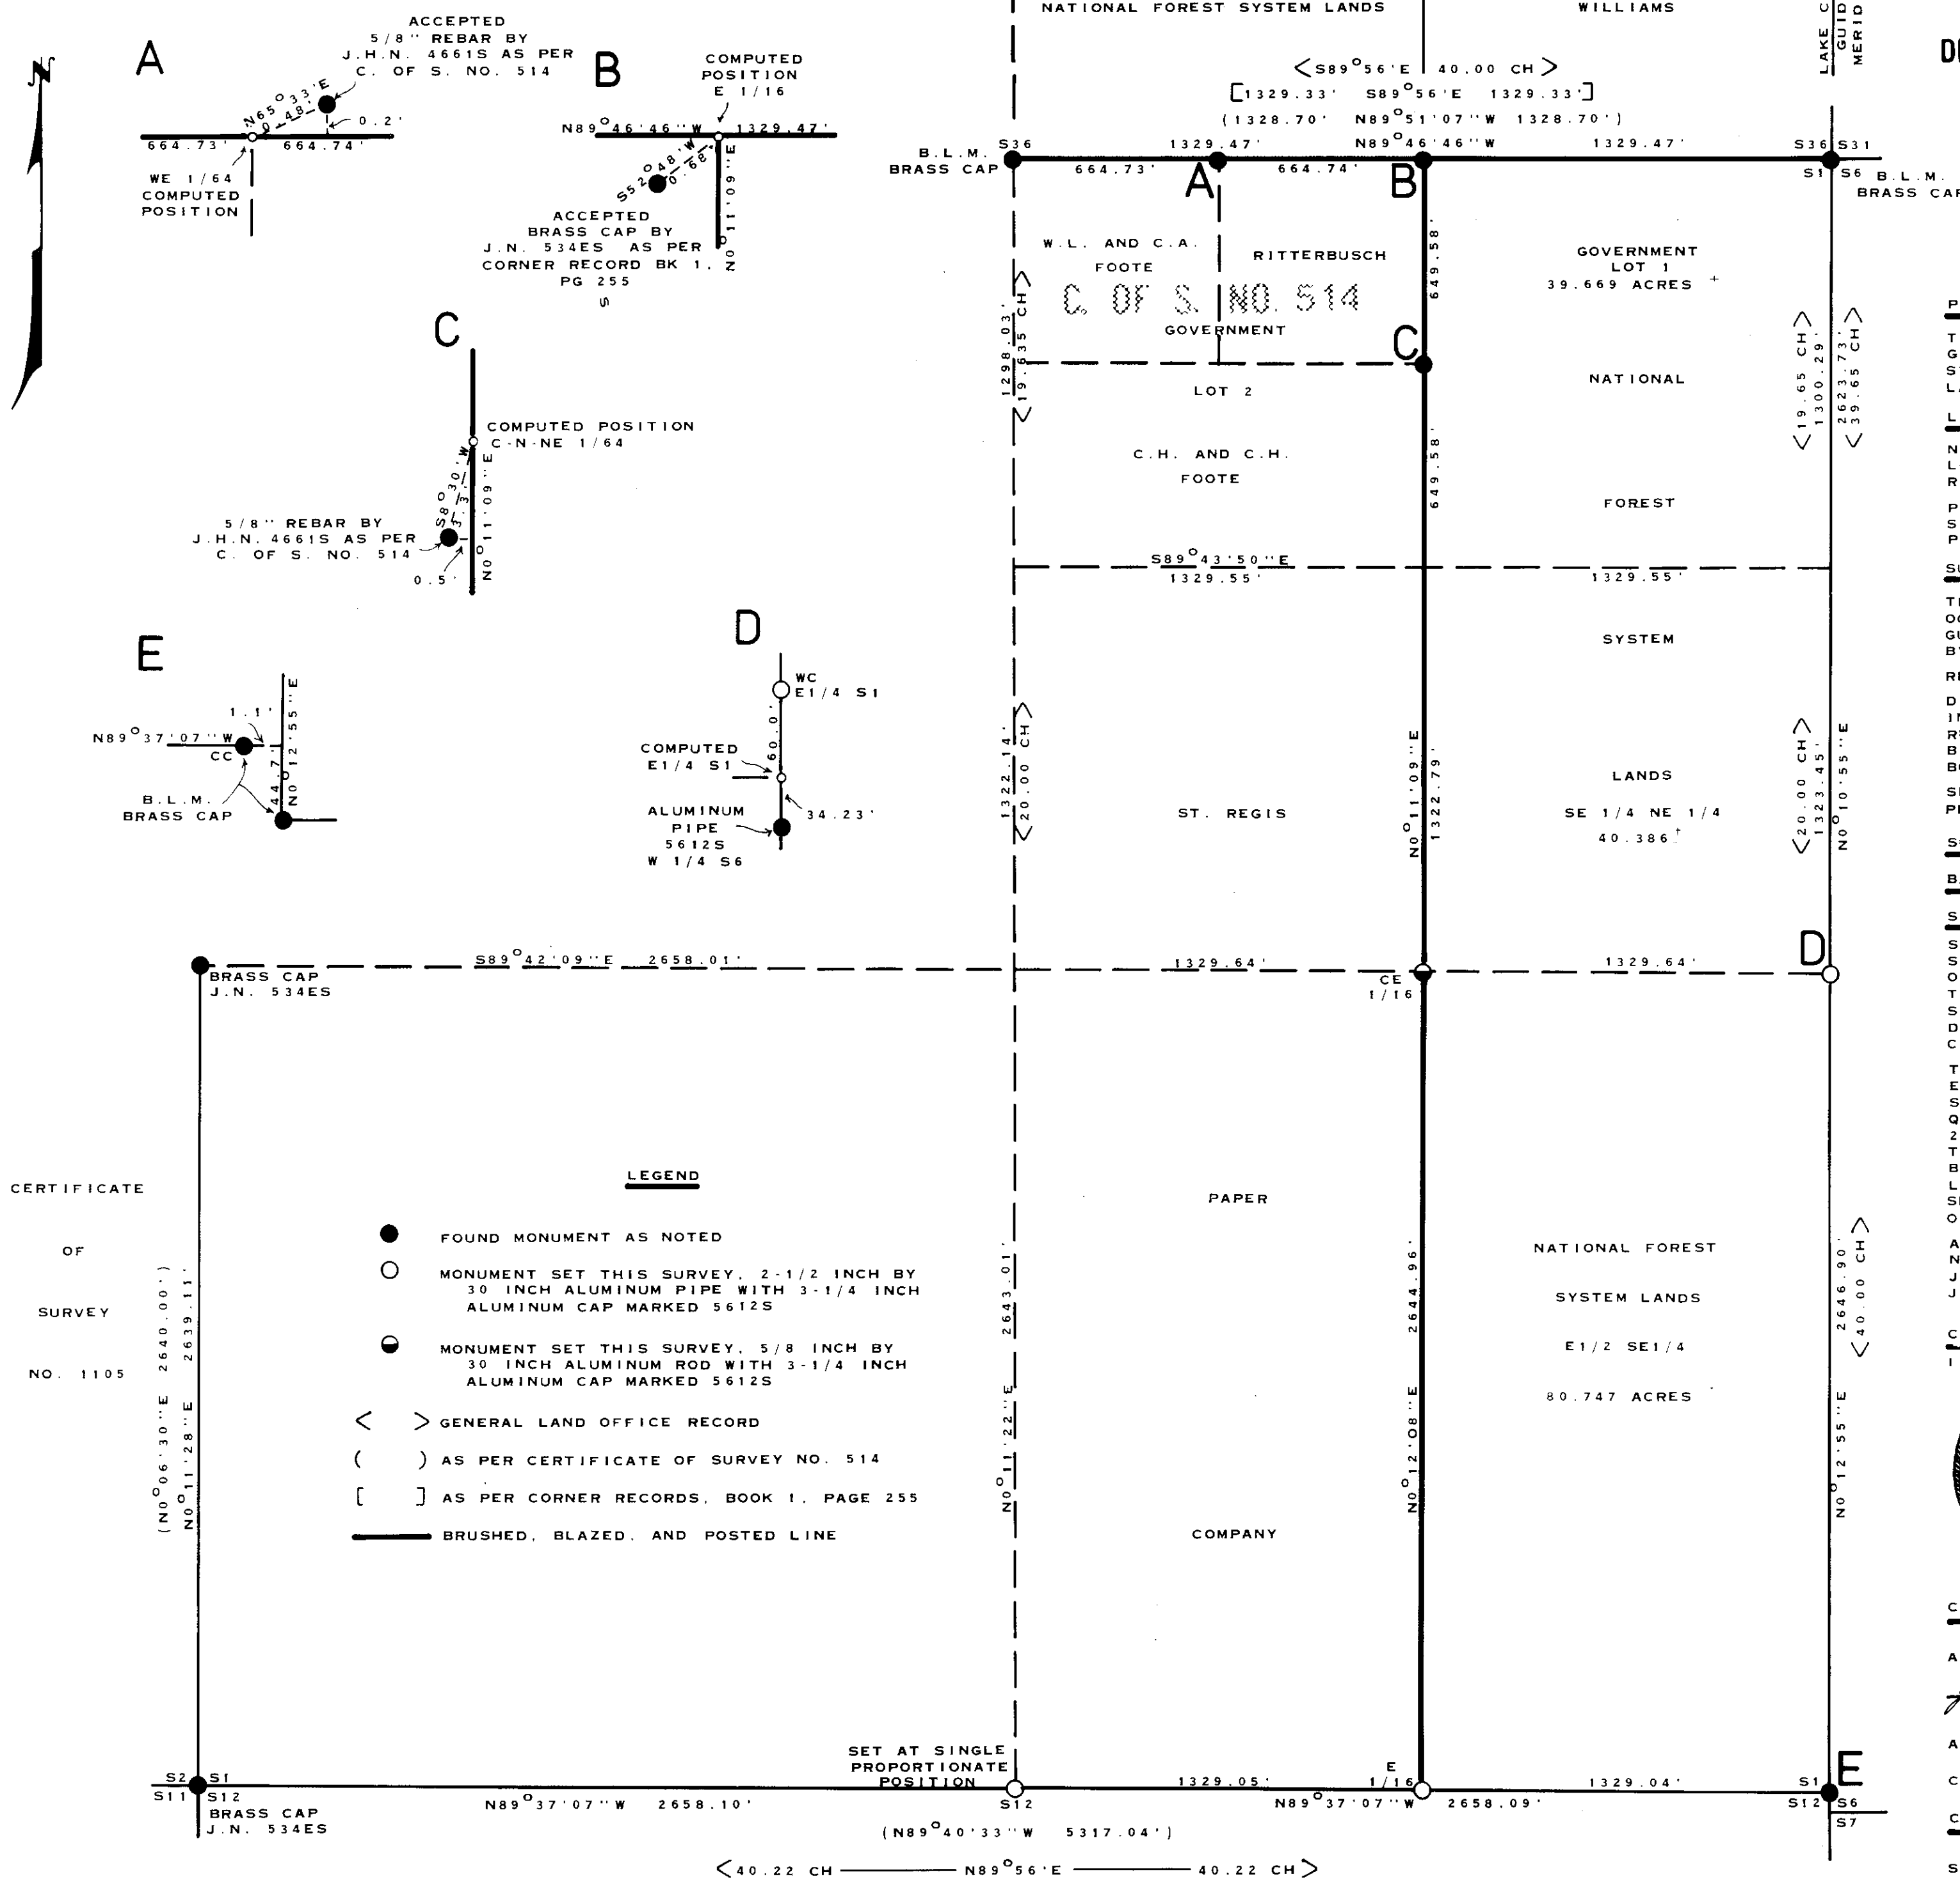 NATIONAL FOREST SYSTEM LANDS
WILLIAMS
LAKE C
GUID
MERID
N
<S89°56'E 40.00 CH>
[1329.33' S89°56'E 1329.33']
(1328.70' N89°51'07"W 1328.70')
S36
1329.47'
N89°46'46"W
1329.47'
S36
S31
B.L.M.
BRASS CAP
664.73'
A
664.74'
B
S1
S6
B.L.M.
BRASS CAP
A
ACCEPTED
5/8" REBAR BY
J.H.N. 4661S AS PER
C. OF S. NO. 514
N65°33'E
0.48'
0.2'
664.73'
664.74'
WE 1/64
COMPUTED
POSITION
B
COMPUTED
POSITION
E 1/16
N89°46'46"W
1329.47'
S52°48'W
0.68'
N0°11'09"E
ACCEPTED
BRASS CAP BY
J.N. 534ES AS PER
CORNER RECORD BK 1,
PG 255
S
C
COMPUTED POSITION
C-N-NE 1/64
S8°30'W
3.3'
N0°11'09"E
5/8" REBAR BY
J.H.N. 4661S AS PER
C. OF S. NO. 514
0.5'
E
1.1'
N89°37'07"W
CC
44.7'
N0°12'55"E
B.L.M.
BRASS CAP
D
WC
E1/4 S1
60.0'
COMPUTED
E1/4 S1
34.23'
ALUMINUM
PIPE
5612S
W 1/4 S6
W.L. AND C.A.
FOOTE
RITTERBUSCH
C. OF S. NO. 514
GOVERNMENT
LOT 2
C.H. AND C.H.
FOOTE
1298.03'
<19.635 CH>
649.58'
C
649.58'
GOVERNMENT
LOT 1
39.669 ACRES +
NATIONAL
FOREST
<19.65 CH>
1300.29'
2623.73'
<39.65 CH>
S89°43'50"E
1329.55'
1329.55'
SYSTEM
LANDS
SE 1/4 NE 1/4
40.386±
ST. REGIS
1322.14'
<20.00 CH>
N0°11'09"E
1322.79'
<20.00 CH>
1323.45'
N0°10'55"E
BRASS CAP
J.N. 534ES
S89°42'09"E 2658.01'
1329.64'
CE
1/16
1329.64'
D
CERTIFICATE
OF
SURVEY
NO. 1105
(N0°06'30"E 2640.00')
N0°11'28"E 2639.11'
LEGEND
FOUND MONUMENT AS NOTED
MONUMENT SET THIS SURVEY, 2-1/2 INCH BY
30 INCH ALUMINUM PIPE WITH 3-1/4 INCH
ALUMINUM CAP MARKED 5612S
MONUMENT SET THIS SURVEY, 5/8 INCH BY
30 INCH ALUMINUM ROD WITH 3-1/4 INCH
ALUMINUM CAP MARKED 5612S
< > GENERAL LAND OFFICE RECORD
( ) AS PER CERTIFICATE OF SURVEY NO. 514
[ ] AS PER CORNER RECORDS, BOOK 1, PAGE 255
BRUSHED, BLAZED, AND POSTED LINE
N0°11'22"E
2643.01'
PAPER
COMPANY
N0°12'08"E
2644.96'
NATIONAL FOREST
SYSTEM LANDS
E1/2 SE1/4
80.747 ACRES
N0°12'55"E
2646.90'
<40.00 CH>
SET AT SINGLE
PROPORTIONATE
POSITION
S2
S1
S11
S12
BRASS CAP
J.N. 534ES
N89°37'07"W 2658.10'
S12
1329.05'
E
1/16
N89°37'07"W 2658.09'
1329.04'
S1
E
S12
S6
S7
(N89°40'33"W 5317.04')
<40.22 CH N89°56'E 40.22 CH>